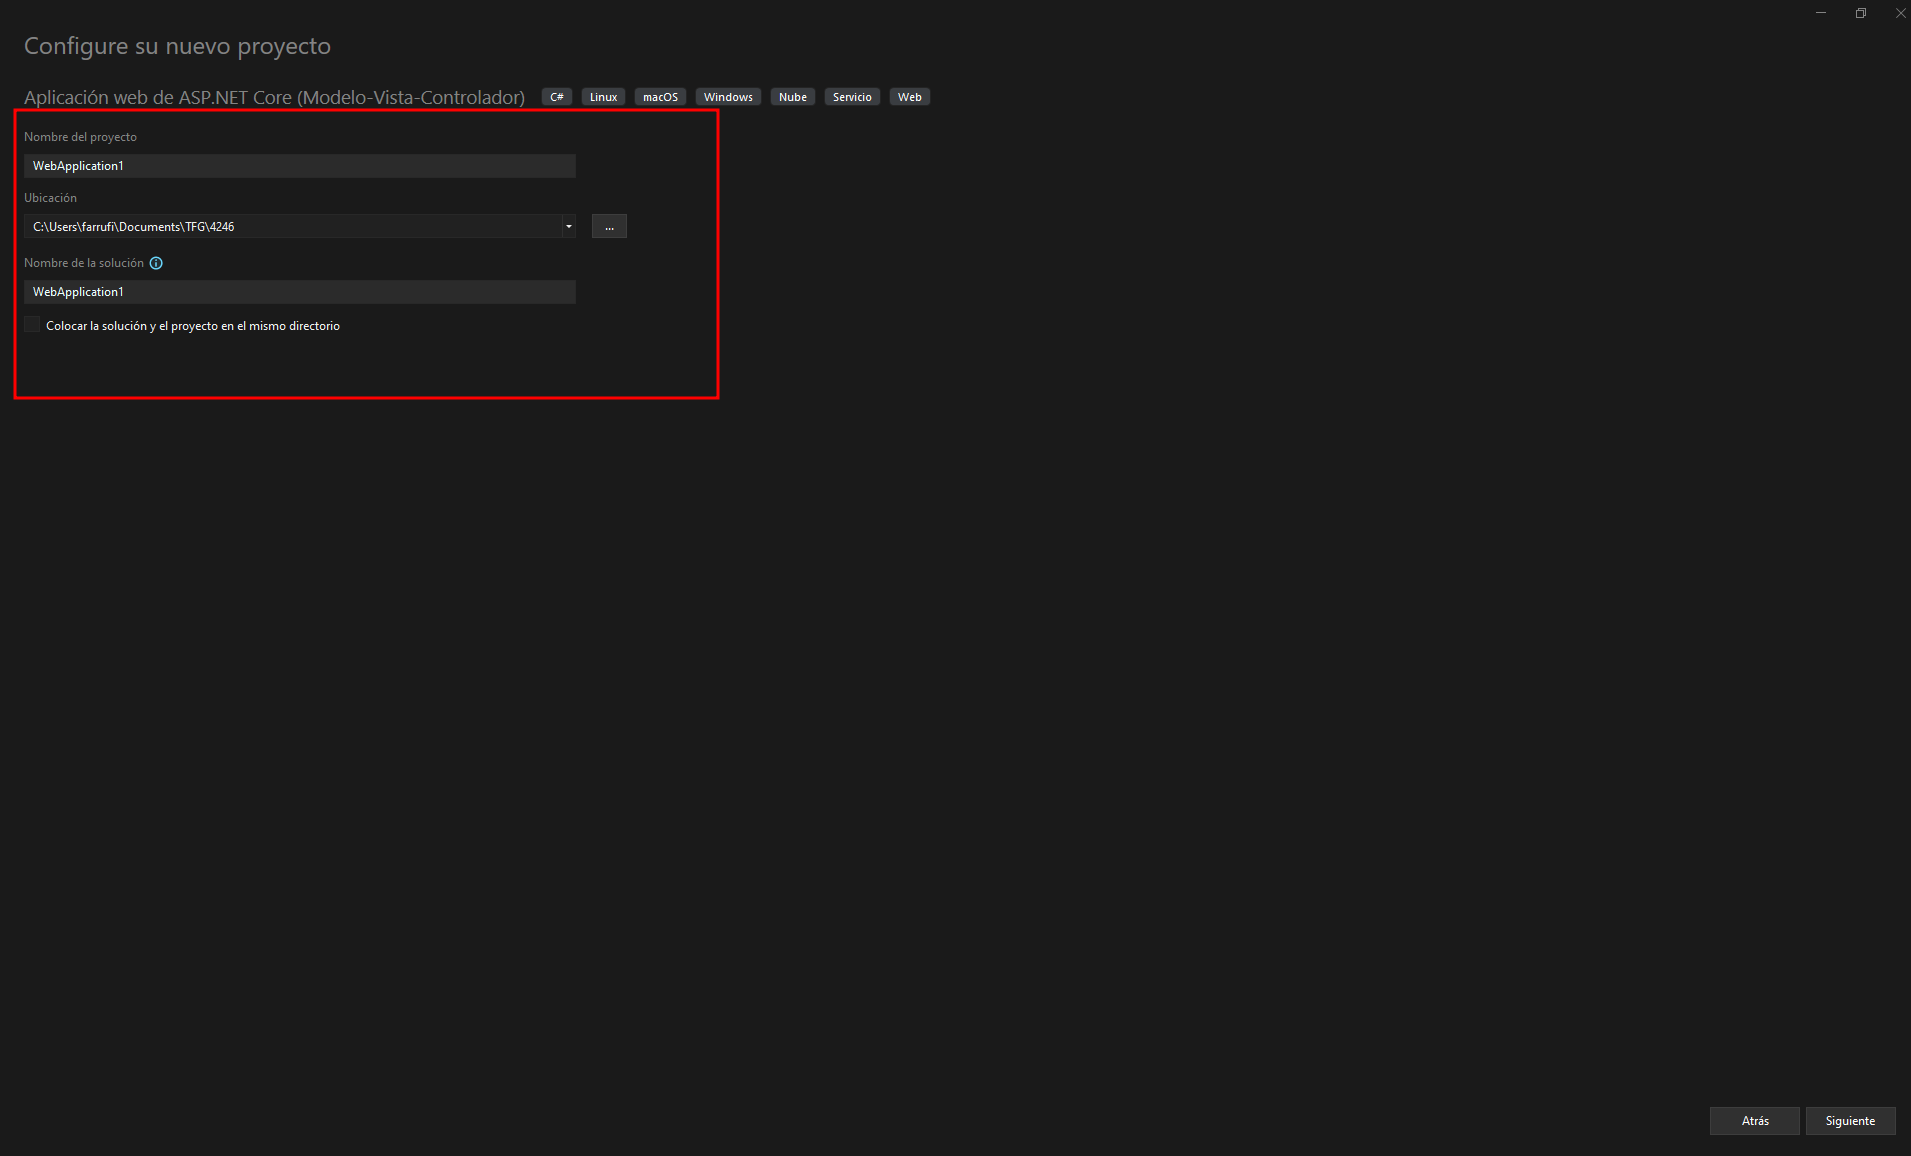 Configure su nuevo proyecto
Aplicación web de ASP.NET Core (Modelo-Vista-Controlador) C# Linux macOS Windows Nube Servicio Web
Nombre del proyecto
WebApplication1
Ubicación
C:\Users\farrufi\Documents\TFG\4246
...
Nombre de la solución
WebApplication1
Colocar la solución y el proyecto en el mismo directorio
Atrás Siguiente